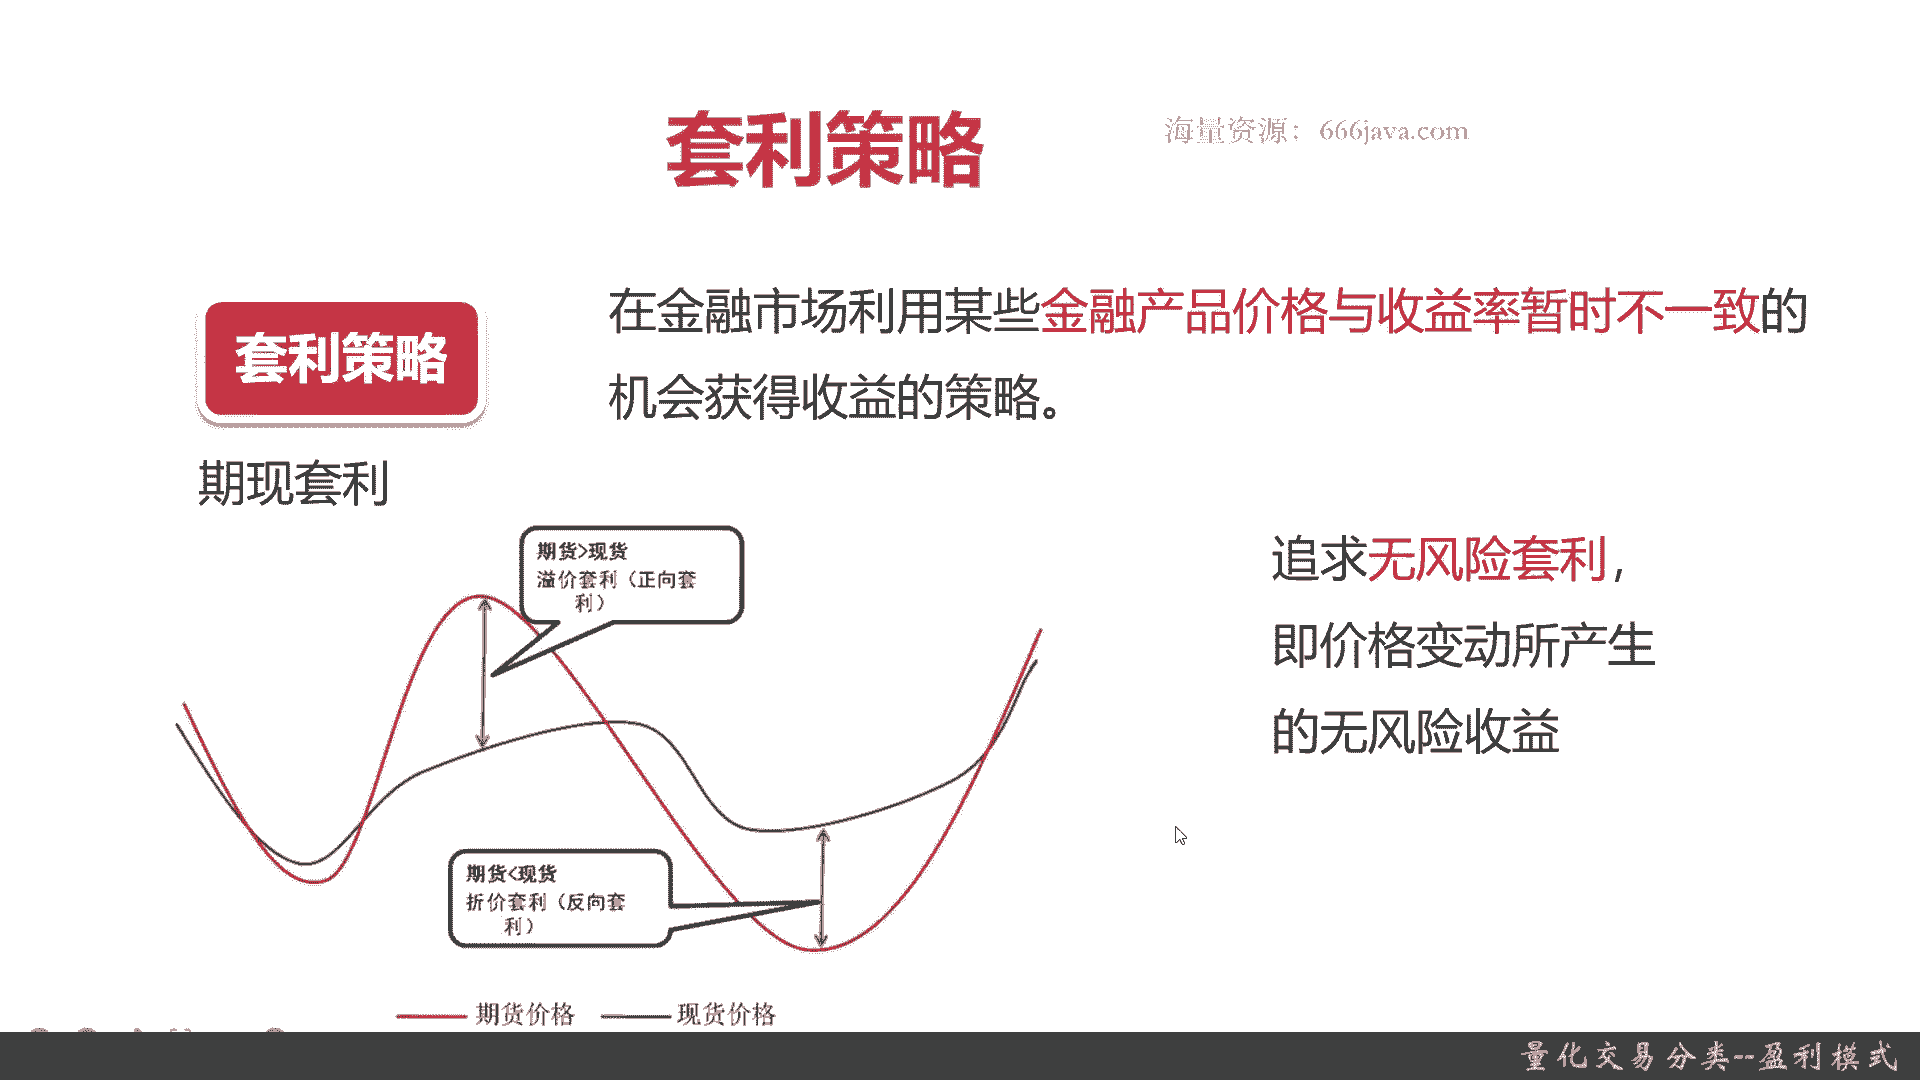 套利策略
海量资源：666java.com
套利策略
在金融市场利用某些金融产品价格与收益率暂时不一致的
机会获得收益的策略。
期现套利
期货>现货
溢价套利（正向套
利）
追求无风险套利，
即价格变动所产生
的无风险收益
期货<现货
折价套利（反向套
利）
期货价格
现货价格
量化交易分类--盈利模式